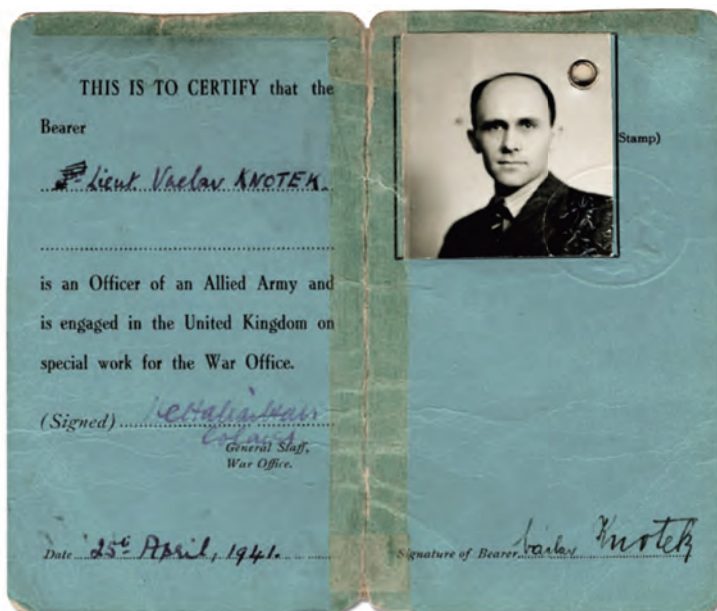 THIS IS TO CERTIFY that the
Bearer
Lieut Vaclav KNOTEK.
is an Officer of an Allied Army and
is engaged in the United Kingdom on
special work for the War Office.
(Signed)
Colonel
General Staff,
War Office.
Date 25th April, 1941.
Stamp)
Signature of Bearer Václav Knotek